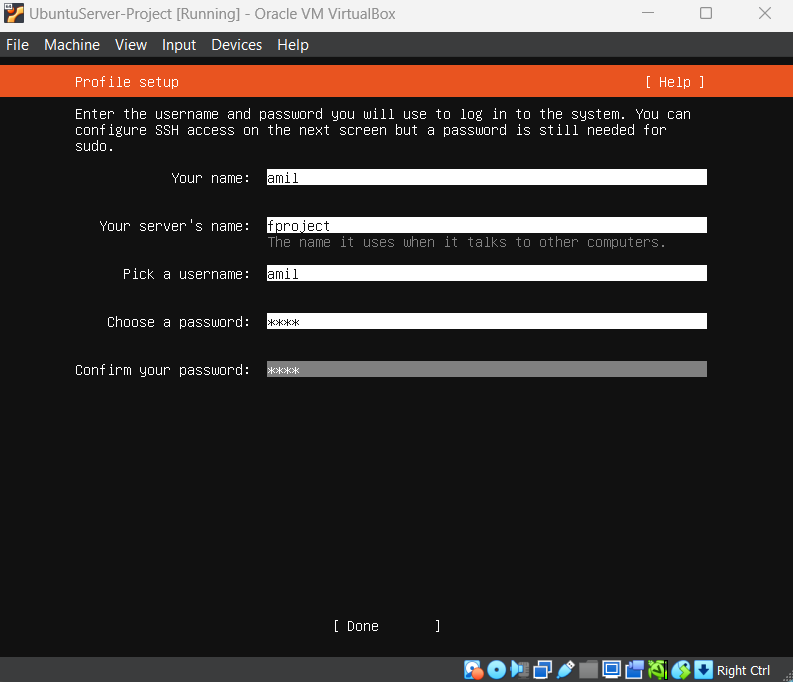 UbuntuServer-Project [Running] - Oracle VM VirtualBox
File Machine View Input Devices Help
Profile setup [ Help ]
Enter the username and password you will use to log in to the system. You can
configure SSH access on the next screen but a password is still needed for
sudo.
Your name: amil
Your server's name: fproject
The name it uses when it talks to other computers.
Pick a username: amil
Choose a password: ****
Confirm your password: ****
[ Done ]
Right Ctrl